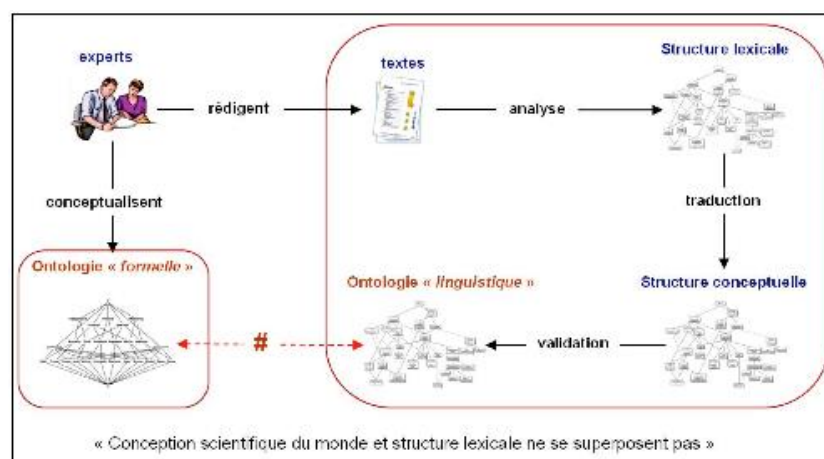 experts
textes
Structure lexicale
rédigent
analyse
conceptualisent
traduction
Ontologie « formelle »
Ontologie « linguistique »
Structure conceptuelle
#
validation
« Conception scientifique du monde et structure lexicale ne se superposent pas »